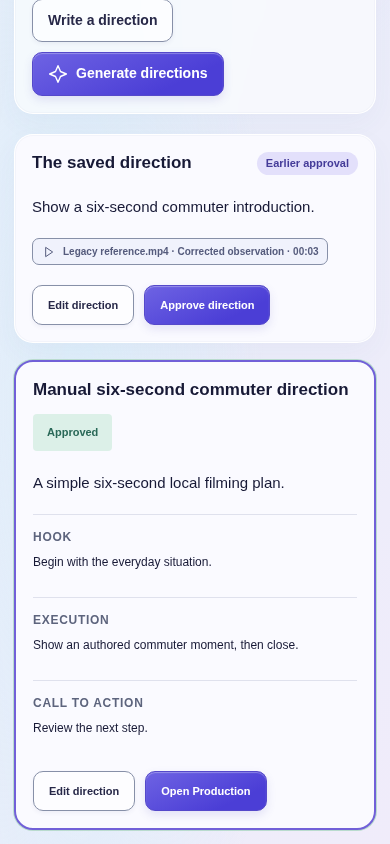 Write a direction
Generate directions
The saved direction
Earlier approval
Show a six-second commuter introduction.
Legacy reference.mp4 · Corrected observation · 00:03
Edit direction
Approve direction
Manual six-second commuter direction
Approved
A simple six-second local filming plan.
HOOK
Begin with the everyday situation.
EXECUTION
Show an authored commuter moment, then close.
CALL TO ACTION
Review the next step.
Edit direction
Open Production